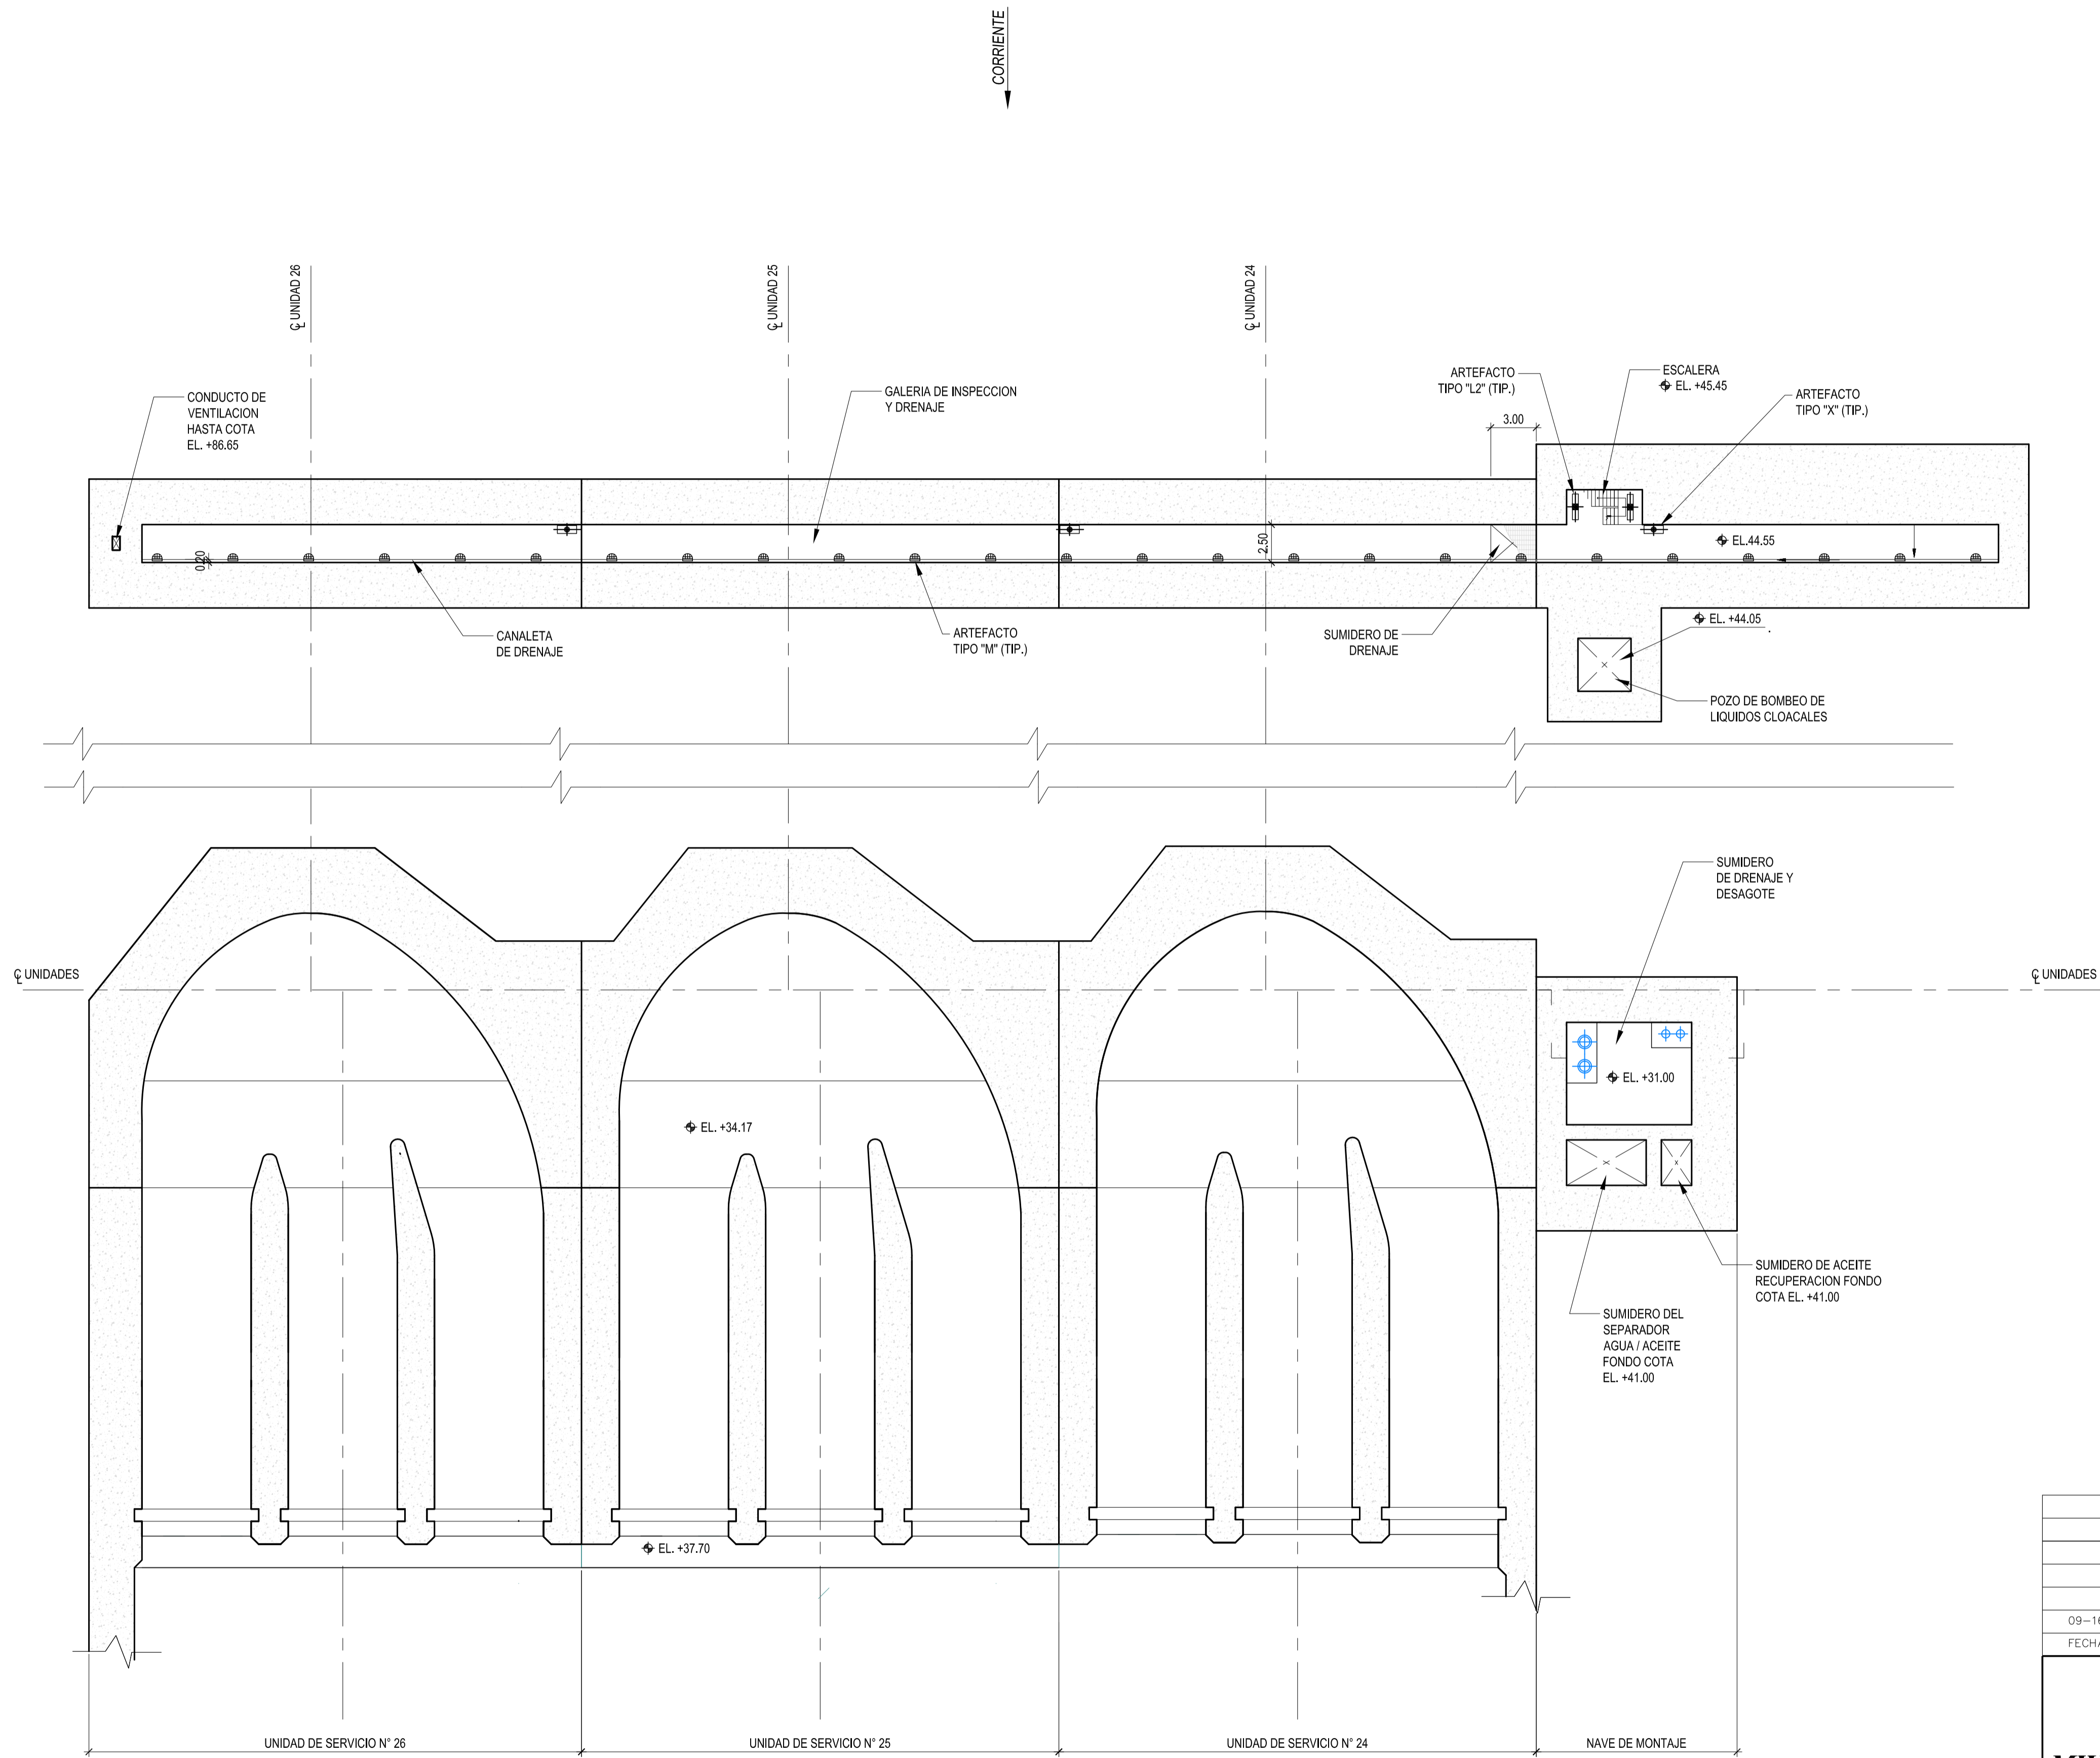 CORRIENTE
℄ UNIDAD 26
℄ UNIDAD 25
℄ UNIDAD 24
CONDUCTO DE
VENTILACION
HASTA COTA
EL. +86.65
GALERIA DE INSPECCION
Y DRENAJE
ARTEFACTO
TIPO "L2" (TIP.)
ESCALERA
EL. +45.45
ARTEFACTO
TIPO "X" (TIP.)
3.00
0.20
2.50
EL.44.55
CANALETA
DE DRENAJE
ARTEFACTO
TIPO "M" (TIP.)
SUMIDERO DE
DRENAJE
EL. +44.05
POZO DE BOMBEO DE
LIQUIDOS CLOACALES
SUMIDERO
DE DRENAJE Y
DESAGOTE
℄ UNIDADES
℄ UNIDADES
EL. +31.00
EL. +34.17
SUMIDERO DE ACEITE
RECUPERACION FONDO
COTA EL. +41.00
SUMIDERO DEL
SEPARADOR
AGUA / ACEITE
FONDO COTA
EL. +41.00
EL. +37.70
UNIDAD DE SERVICIO N° 26
UNIDAD DE SERVICIO N° 25
UNIDAD DE SERVICIO N° 24
NAVE DE MONTAJE